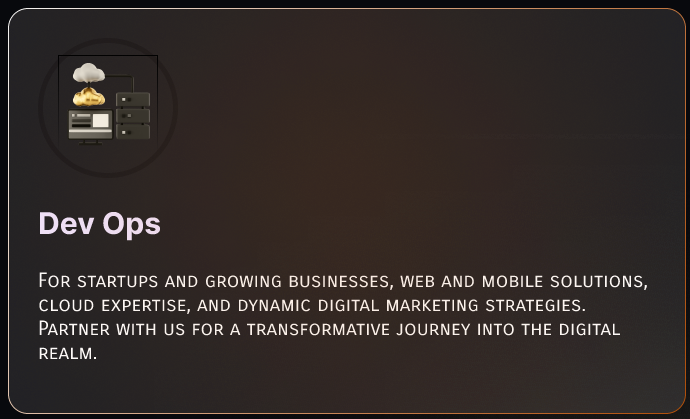 Dev Ops
For startups and growing businesses, web and mobile solutions,
cloud expertise, and dynamic digital marketing strategies.
Partner with us for a transformative journey into the digital
realm.